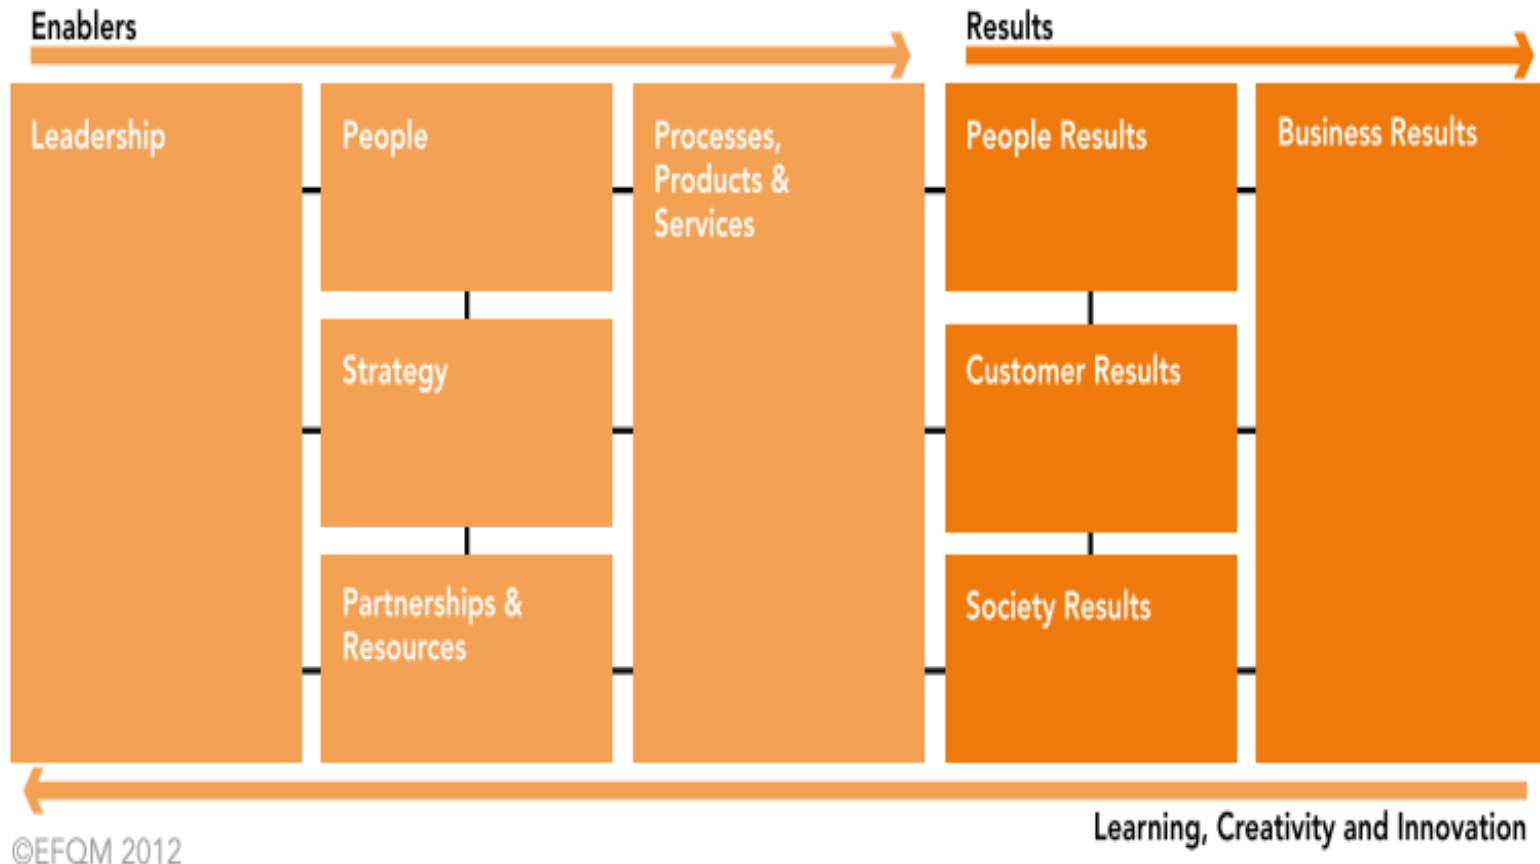 Enablers
Results
Leadership
People
Processes,
Products &
Services
People Results
Business Results
Strategy
Customer Results
Partnerships &
Resources
Society Results
Learning, Creativity and Innovation
©EFQM 2012